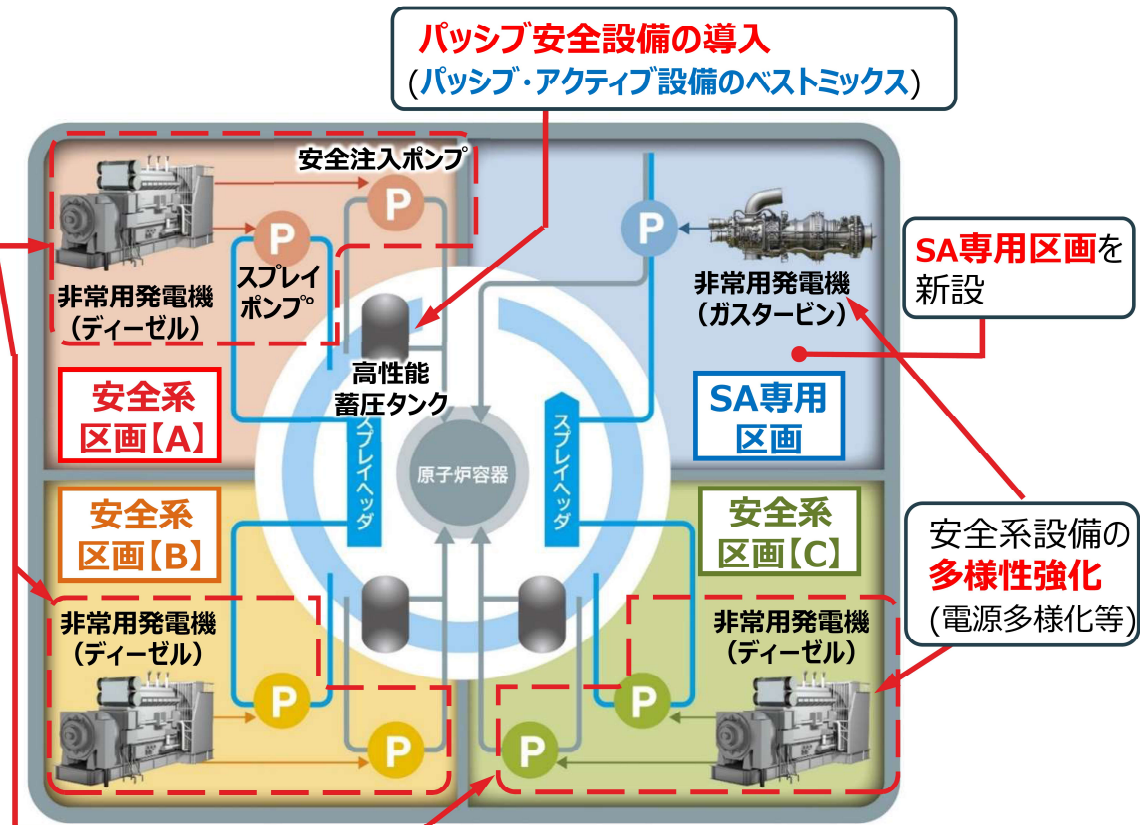 パッシブ安全設備の導入
(パッシブ・アクティブ設備のベストミックス)
安全注入ポンプ
P
P
スプレイ
ポンプ
非常用発電機
(ディーゼル)
高性能
蓄圧タンク
安全系
区画【A】
P
非常用発電機
(ガスタービン)
SA専用
区画
SA専用区画を
新設
スプレイヘッダ
原子炉容器
スプレイヘッダ
安全系
区画【B】
非常用発電機
(ディーゼル)
P
P
安全系
区画【C】
非常用発電機
(ディーゼル)
P
P
安全系設備の
多様性強化
(電源多様化等)